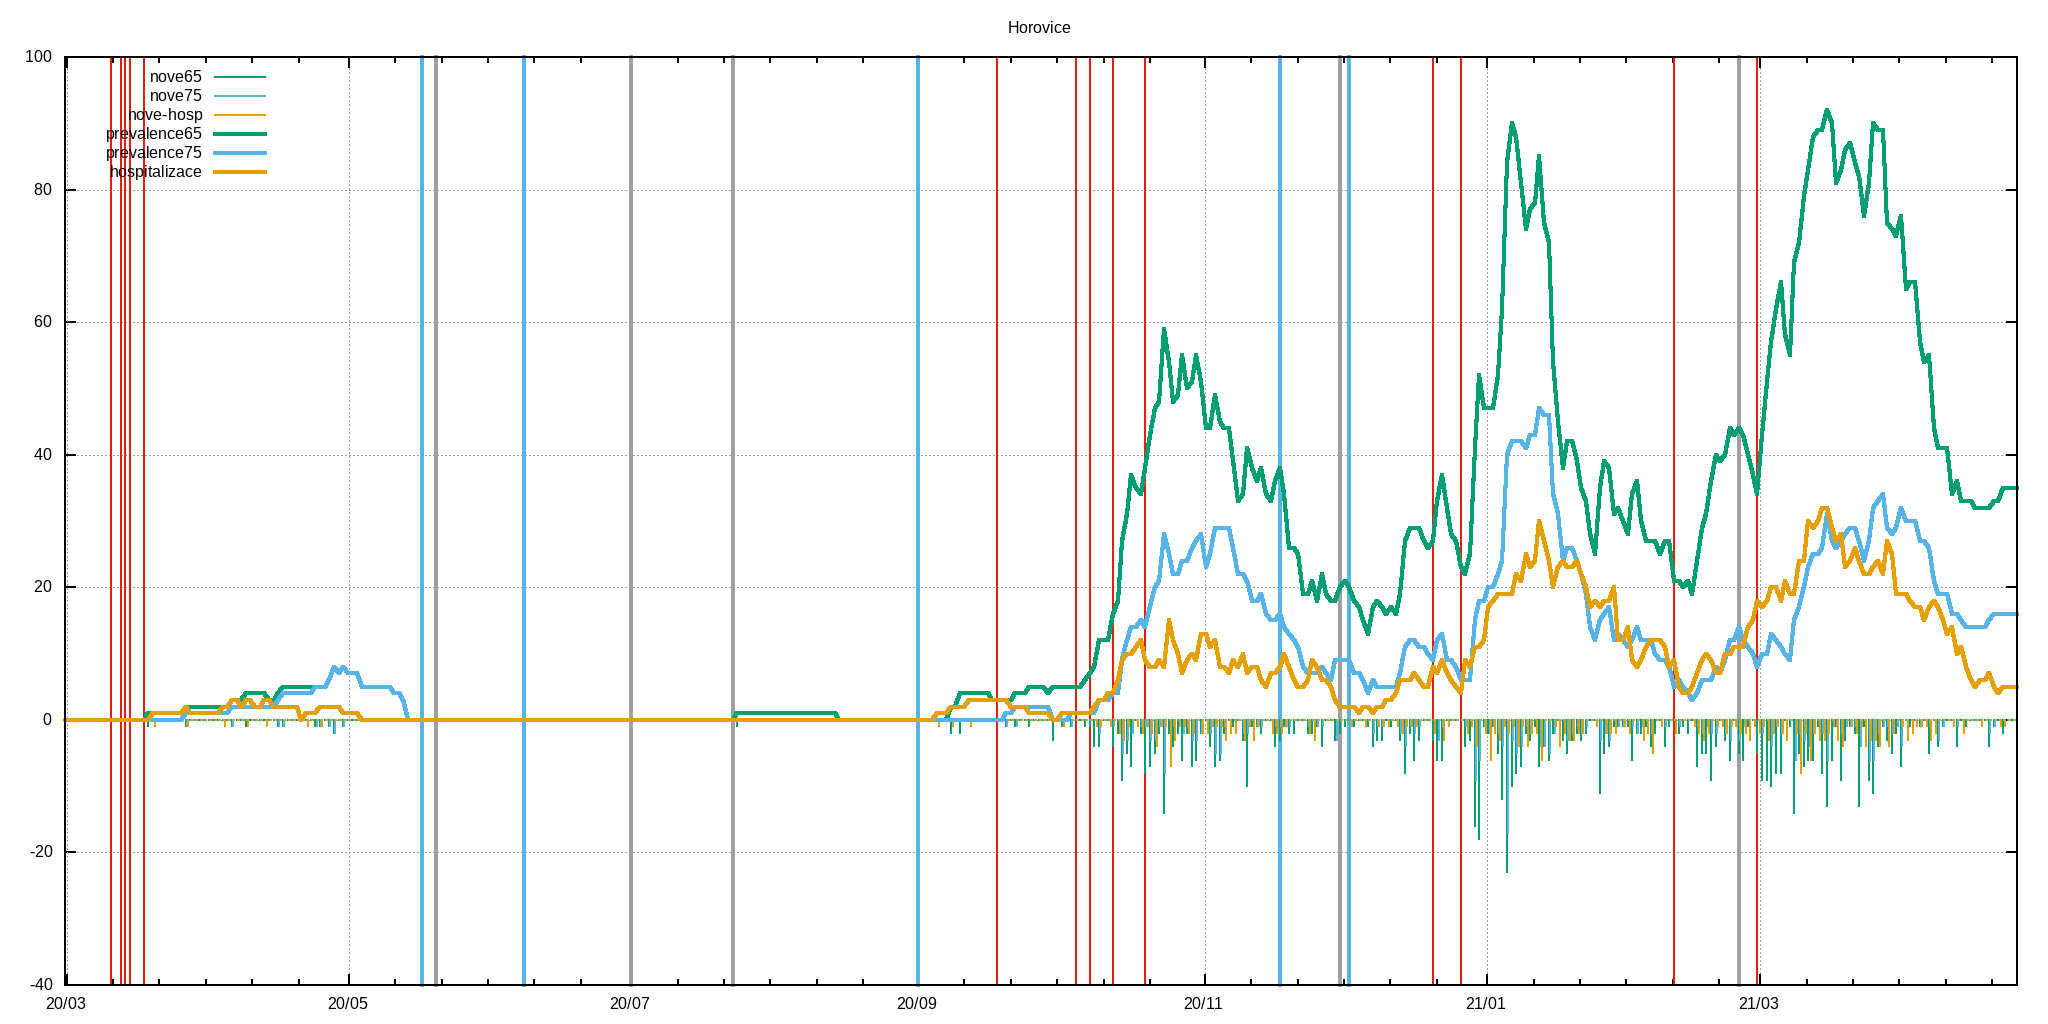 Horovice
100
80
60
40
20
0
-20
-40
nove65
nove75
nove-hosp
prevalence65
prevalence75
hospitalizace
20/03 20/05 20/07 20/09 20/11 21/01 21/03